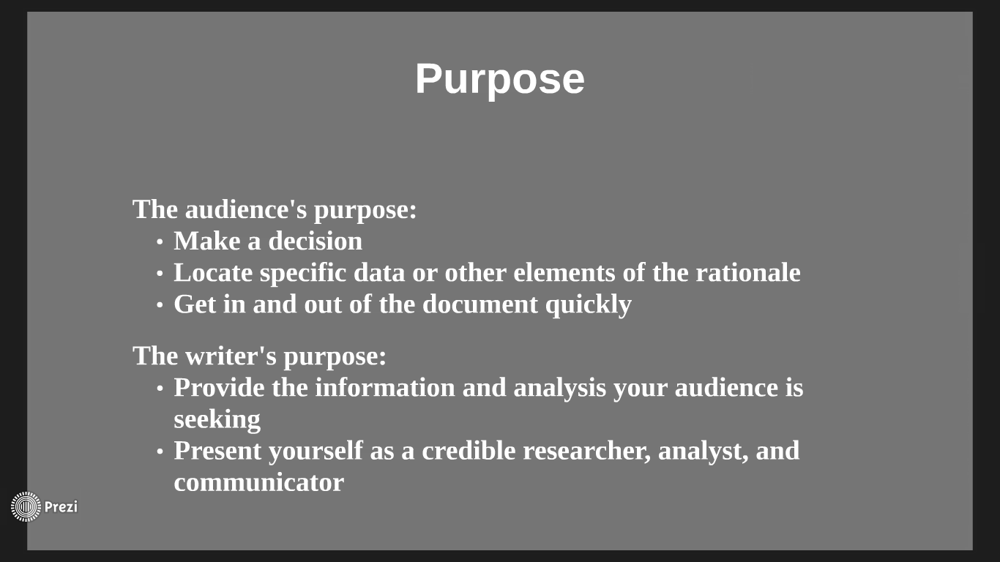 Purpose
The audience's purpose:
• Make a decision
• Locate specific data or other elements of the rationale
• Get in and out of the document quickly
The writer's purpose:
• Provide the information and analysis your audience is
seeking
• Present yourself as a credible researcher, analyst, and
communicator
Prezi